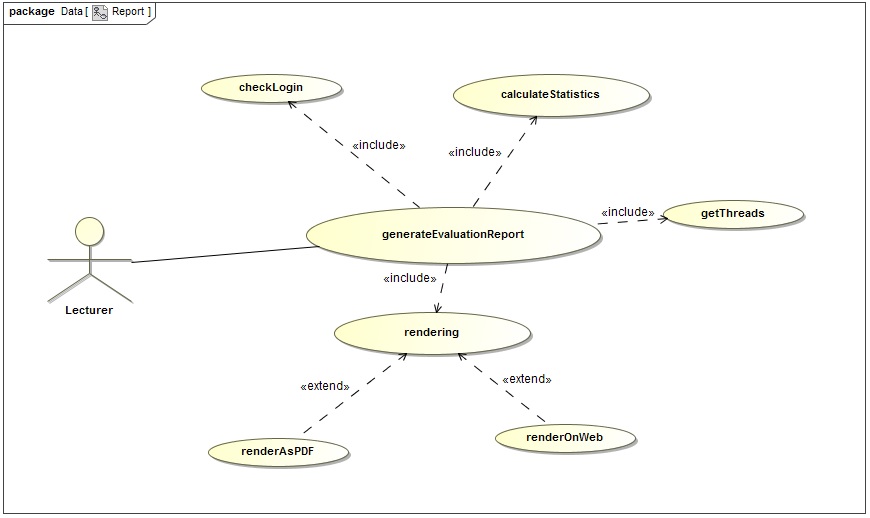 package Data [ Report ]
checkLogin
calculateStatistics
«include»
«include»
«include»
getThreads
generateEvaluationReport
«include»
Lecturer
rendering
«extend»
«extend»
renderAsPDF
renderOnWeb